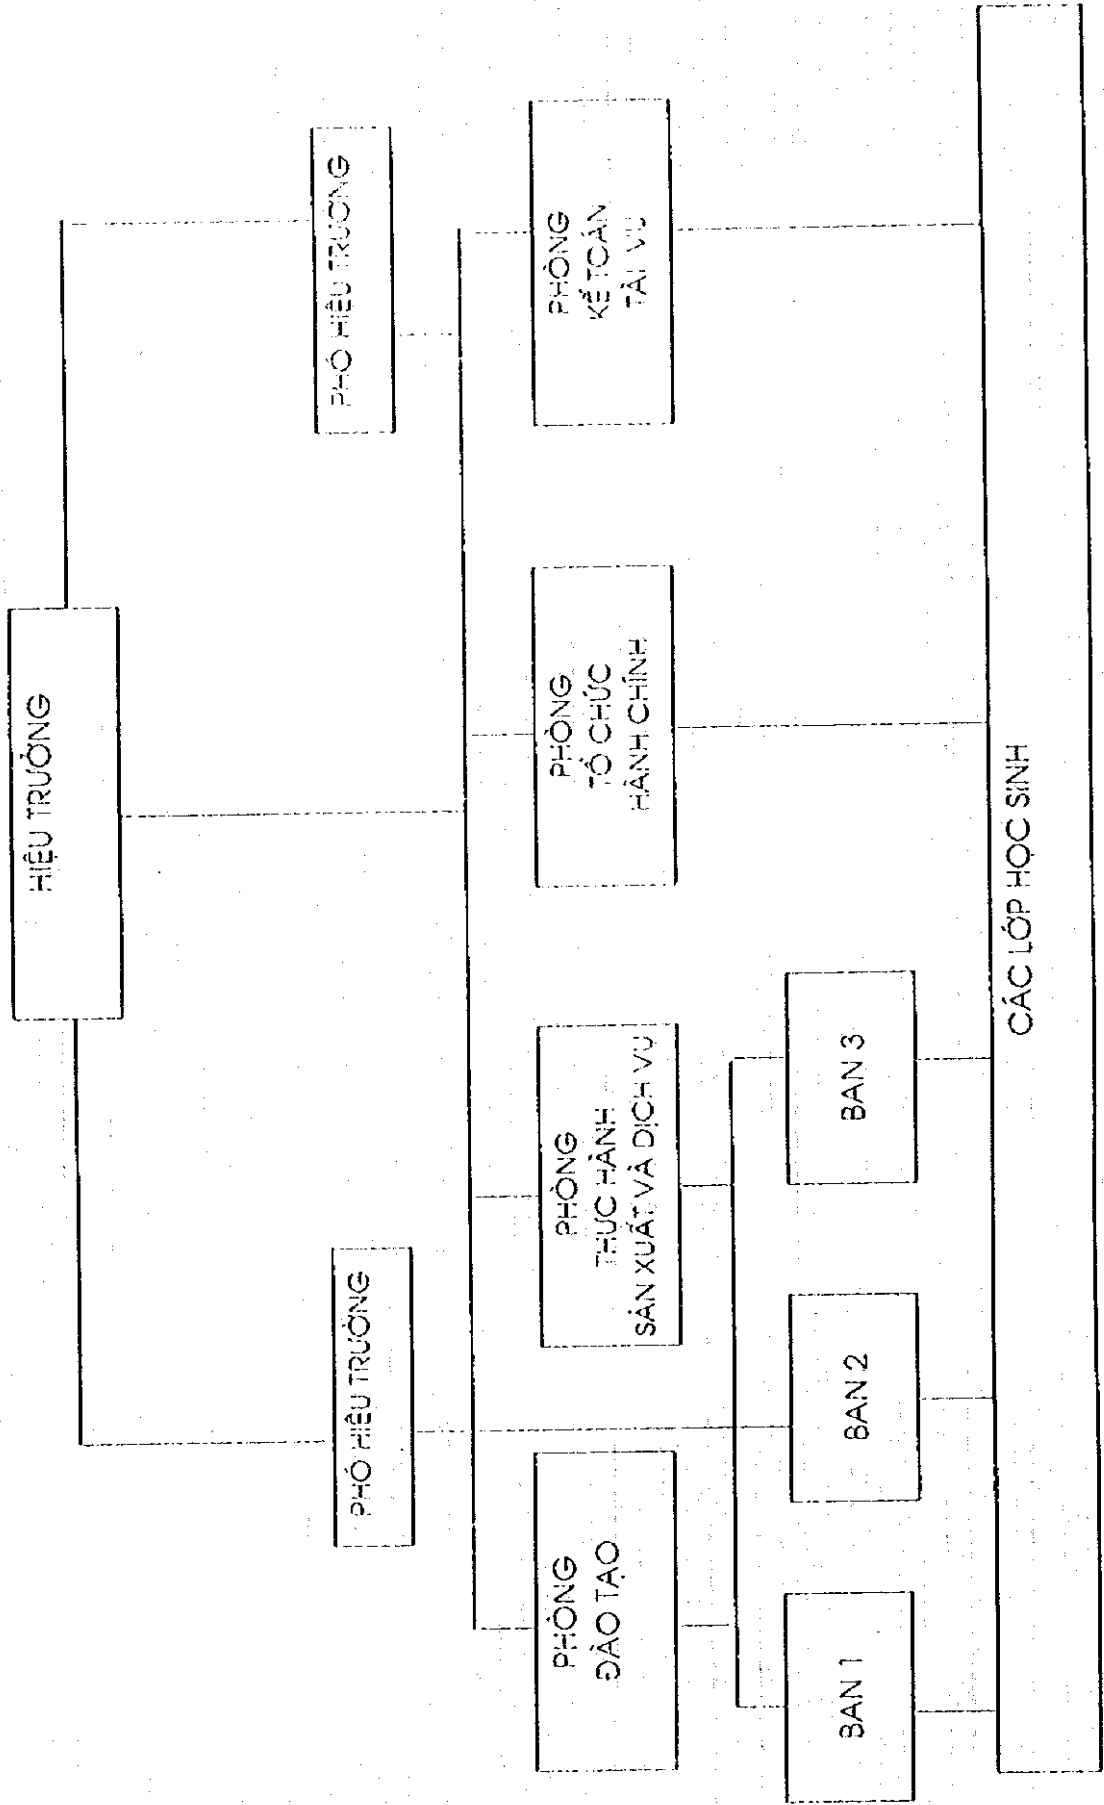 HIỆU TRƯỞNG
PHÓ HIỆU TRƯỞNG
PHÓ HIỆU TRƯỞNG
PHÒNG
ĐÀO TẠO
PHÒNG
THỰC HÀNH
SẢN XUẤT VÀ DỊCH VỤ
PHÒNG
TỔ CHỨC
HÀNH CHÍNH
PHÒNG
KẾ TOÁN
TÀI VỤ
BAN 1
BAN 2
BAN 3
CÁC LỚP HỌC SINH